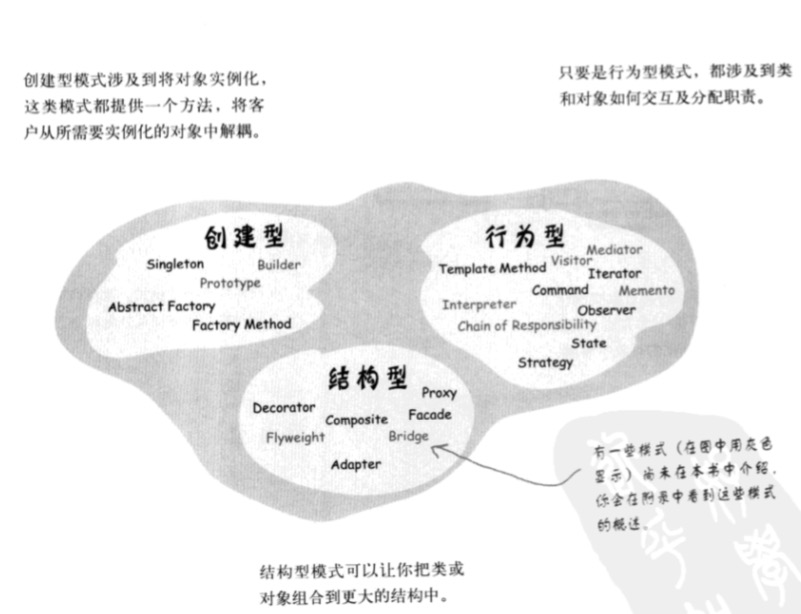 创建型模式涉及到将对象实例化，
这类模式都提供一个方法，将客
户从所需要实例化的对象中解耦。
只要是行为型模式，都涉及到类
和对象如何交互及分配职责。
创建型
Singleton
Builder
Prototype
Abstract Factory
Factory Method
行为型
Mediator
Visitor
Template Method
Iterator
Command
Memento
Interpreter
Observer
Chain of Responsibility
State
Strategy
结构型
Proxy
Decorator
Facade
Composite
Flyweight
Bridge
Adapter
有一些模式（在图中用灰色
显示）尚未在本书中介绍，
你会在附录中看到这些模式
的概述。
结构型模式可以让你把类或
对象组合到更大的结构中。